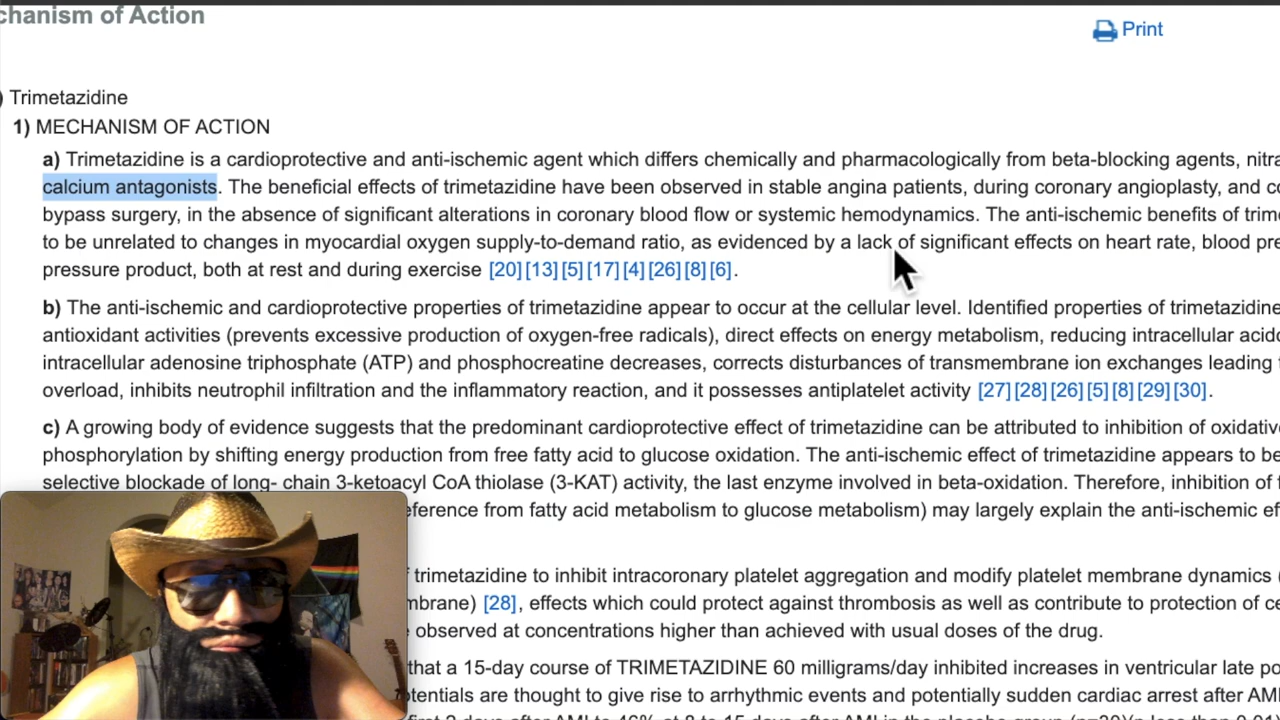 chanism of Action
Print
) Trimetazidine
1) MECHANISM OF ACTION
a) Trimetazidine is a cardioprotective and anti-ischemic agent which differs chemically and pharmacologically from beta-blocking agents, nitra
calcium antagonists. The beneficial effects of trimetazidine have been observed in stable angina patients, during coronary angioplasty, and co
bypass surgery, in the absence of significant alterations in coronary blood flow or systemic hemodynamics. The anti-ischemic benefits of trim
to be unrelated to changes in myocardial oxygen supply-to-demand ratio, as evidenced by a lack of significant effects on heart rate, blood pre
pressure product, both at rest and during exercise [20][13][5][17][4][26][8][6].
b) The anti-ischemic and cardioprotective properties of trimetazidine appear to occur at the cellular level. Identified properties of trimetazidine
antioxidant activities (prevents excessive production of oxygen-free radicals), direct effects on energy metabolism, reducing intracellular acido
intracellular adenosine triphosphate (ATP) and phosphocreatine decreases, corrects disturbances of transmembrane ion exchanges leading t
overload, inhibits neutrophil infiltration and the inflammatory reaction, and it possesses antiplatelet activity [27][28][26][5][8][29][30].
c) A growing body of evidence suggests that the predominant cardioprotective effect of trimetazidine can be attributed to inhibition of oxidative
phosphorylation by shifting energy production from free fatty acid to glucose oxidation. The anti-ischemic effect of trimetazidine appears to be
selective blockade of long- chain 3-ketoacyl CoA thiolase (3-KAT) activity, the last enzyme involved in beta-oxidation. Therefore, inhibition of f
eference from fatty acid metabolism to glucose metabolism) may largely explain the anti-ischemic ef
f trimetazidine to inhibit intracoronary platelet aggregation and modify platelet membrane dynamics (
mbrane) [28], effects which could protect against thrombosis as well as contribute to protection of ce
observed at concentrations higher than achieved with usual doses of the drug.
that a 15-day course of TRIMETAZIDINE 60 milligrams/day inhibited increases in ventricular late po
otentials are thought to give rise to arrhythmic events and potentially sudden cardiac arrest after AMI